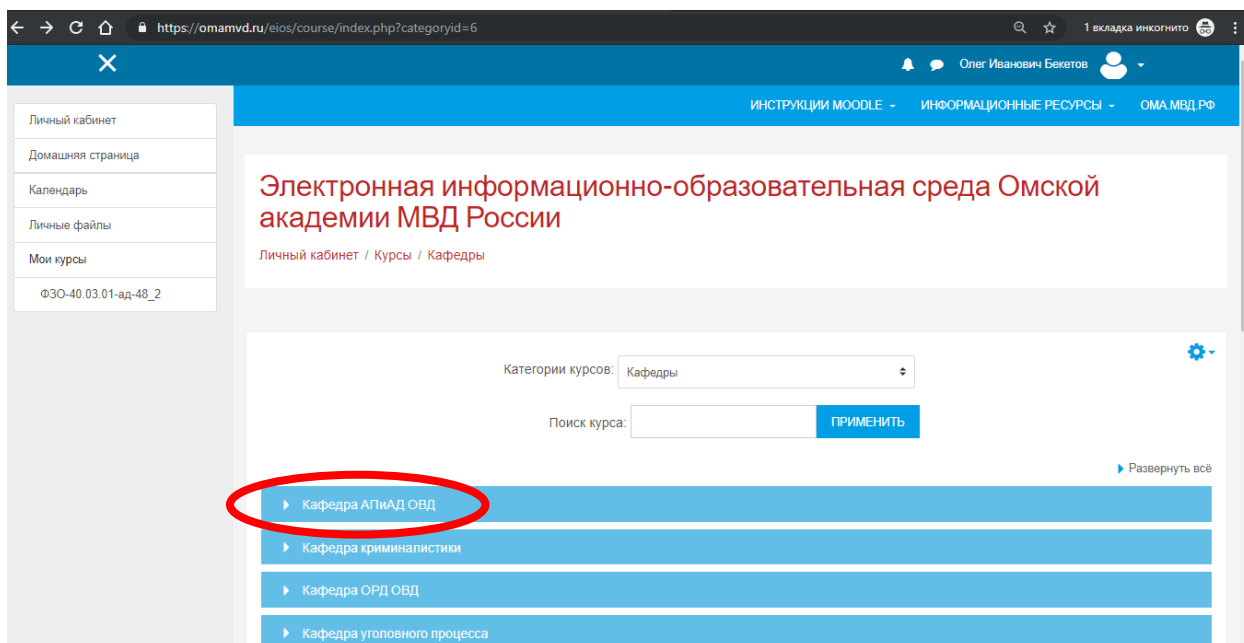 https://omamvd.ru/eios/course/index.php?categoryid=6
1 вкладка инкогнито
Олег Иванович Бекетов
ИНСТРУКЦИИ MOODLE
ИНФОРМАЦИОННЫЕ РЕСУРСЫ
ОМА.МВД.РФ
Личный кабинет
Домашняя страница
Календарь
Личные файлы
Мои курсы
ФЗО-40.03.01-ад-48_2
Электронная информационно-образовательная среда Омской
академии МВД России
Личный кабинет / Курсы / Кафедры
Категории курсов: Кафедры
Поиск курса: ПРИМЕНИТЬ
Развернуть всё
Кафедра АПиАД ОВД
Кафедра криминалистики
Кафедра ОРД ОВД
Кафедра уголовного процесса